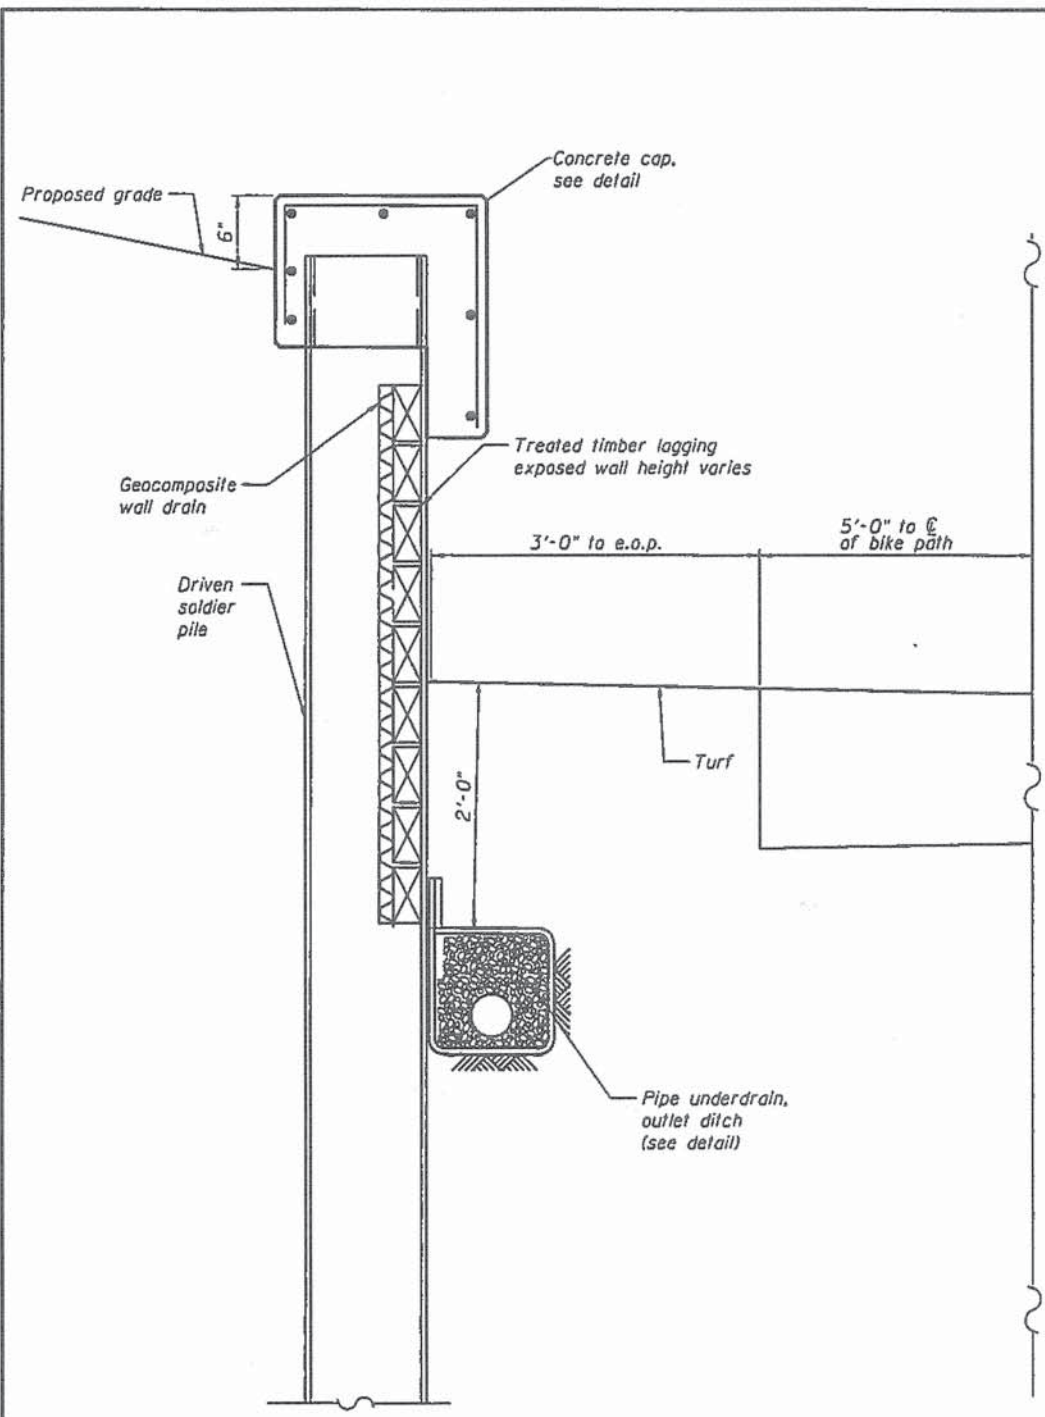 Concrete cap,
see detail
Proposed grade
6"
Treated timber lagging
exposed wall height varies
Geocomposite
wall drain
3'-0" to e.o.p.
5'-0" to ℄
of bike path
Driven
soldier
pile
Turf
2'-0"
Pipe underdrain,
outlet ditch
(see detail)